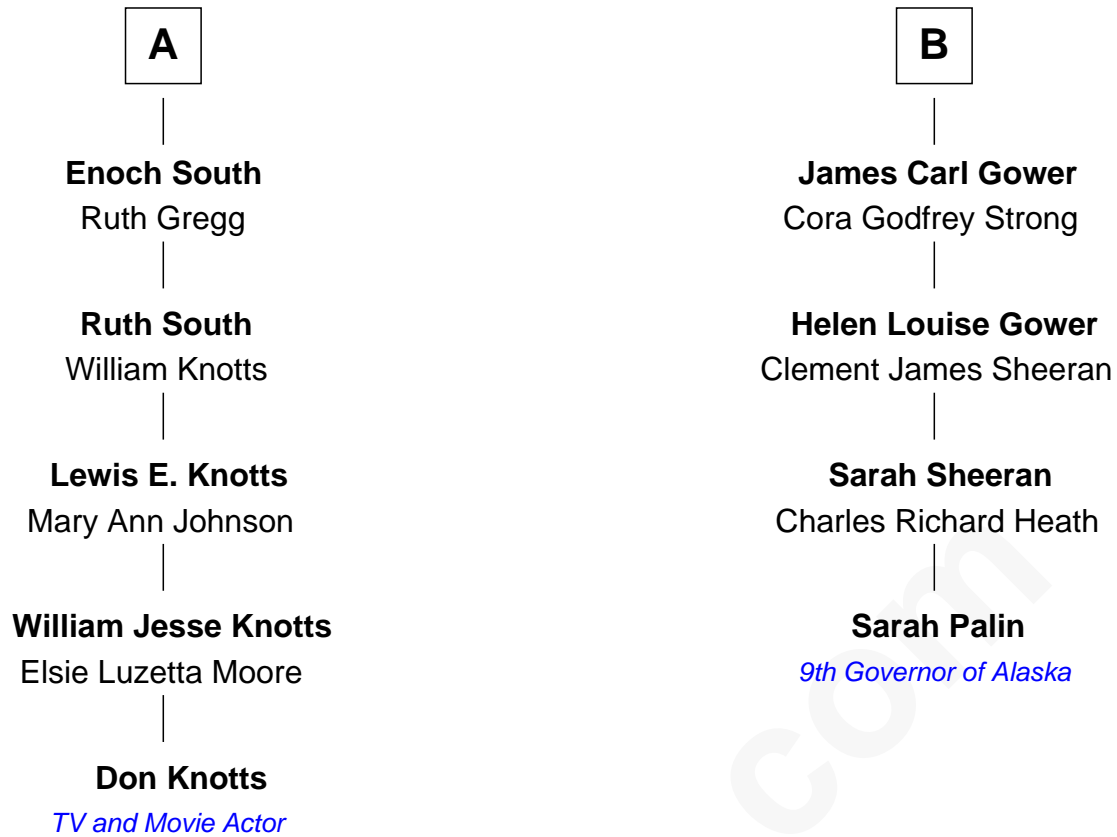 A
Enoch South
Ruth Gregg
Ruth South
William Knotts
Lewis E. Knotts
Mary Ann Johnson
William Jesse Knotts
Elsie Luzetta Moore
Don Knotts
TV and Movie Actor
B
James Carl Gower
Cora Godfrey Strong
Helen Louise Gower
Clement James Sheeran
Sarah Sheeran
Charles Richard Heath
Sarah Palin
9th Governor of Alaska
com